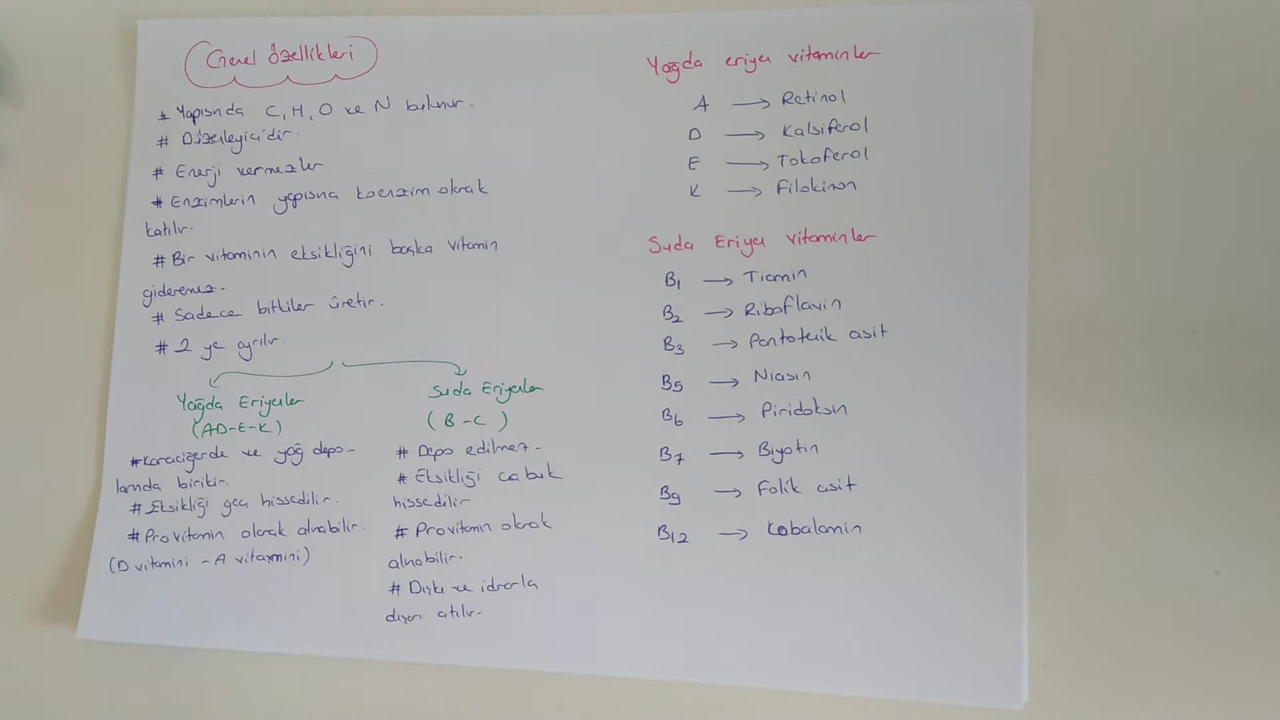 Genel özellikleri
# Yapısında C, H, O ve N bulunur.
# Düzenleyicidir.
# Enerji vermezler
# Enzimlerin yapısına koenzim olarak
katılır.
# Bir vitaminin eksikliğini başka vitamin
gideremez.
# Sadece bitkiler üretir.
# 2 ye ayrılır.
Yağda Eriyenler
(AD-E-K)
# Karaciğerde ve yağ depo-
larında birikir.
# Eksikliği geç hissedilir.
# Provitamin olarak alınabilir.
(D vitamini - A vitamini)
Suda Eriyenler
(B-C)
# Depo edilmez.
# Eksikliği cabuk
hissedilir
# Provitamin olarak
alınabilir.
# Dışkı ve idrarla
dışarı atılır.
Yağda eriyen vitaminler
A → Retinol
D → Kalsiferol
E → Tokoferol
K → Filokinon
Suda Eriyen vitaminler
B1 → Tiamin
B2 → Riboflavin
B3 → Pantotenik asit
B5 → Niasin
B6 → Piridoksin
B7 → Biyotin
B9 → Folik asit
B12 → Kobalamin